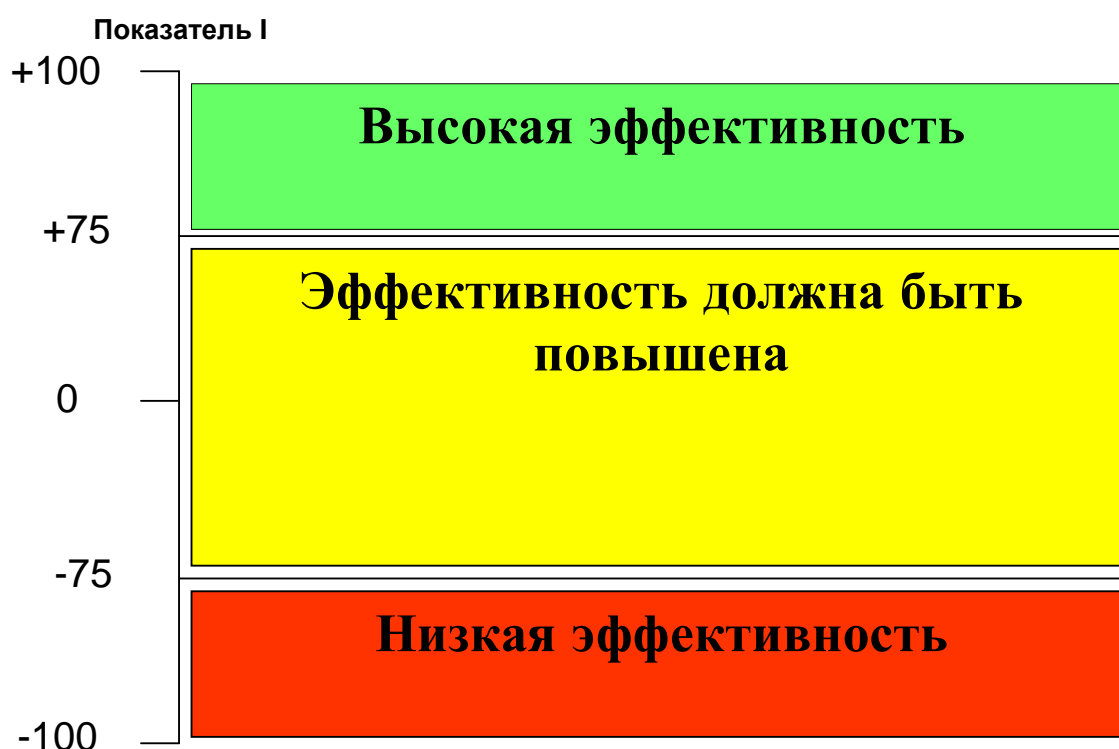 Показатель I
+100
Высокая эффективность
+75
Эффективность должна быть
повышена
0
-75
Низкая эффективность
-100